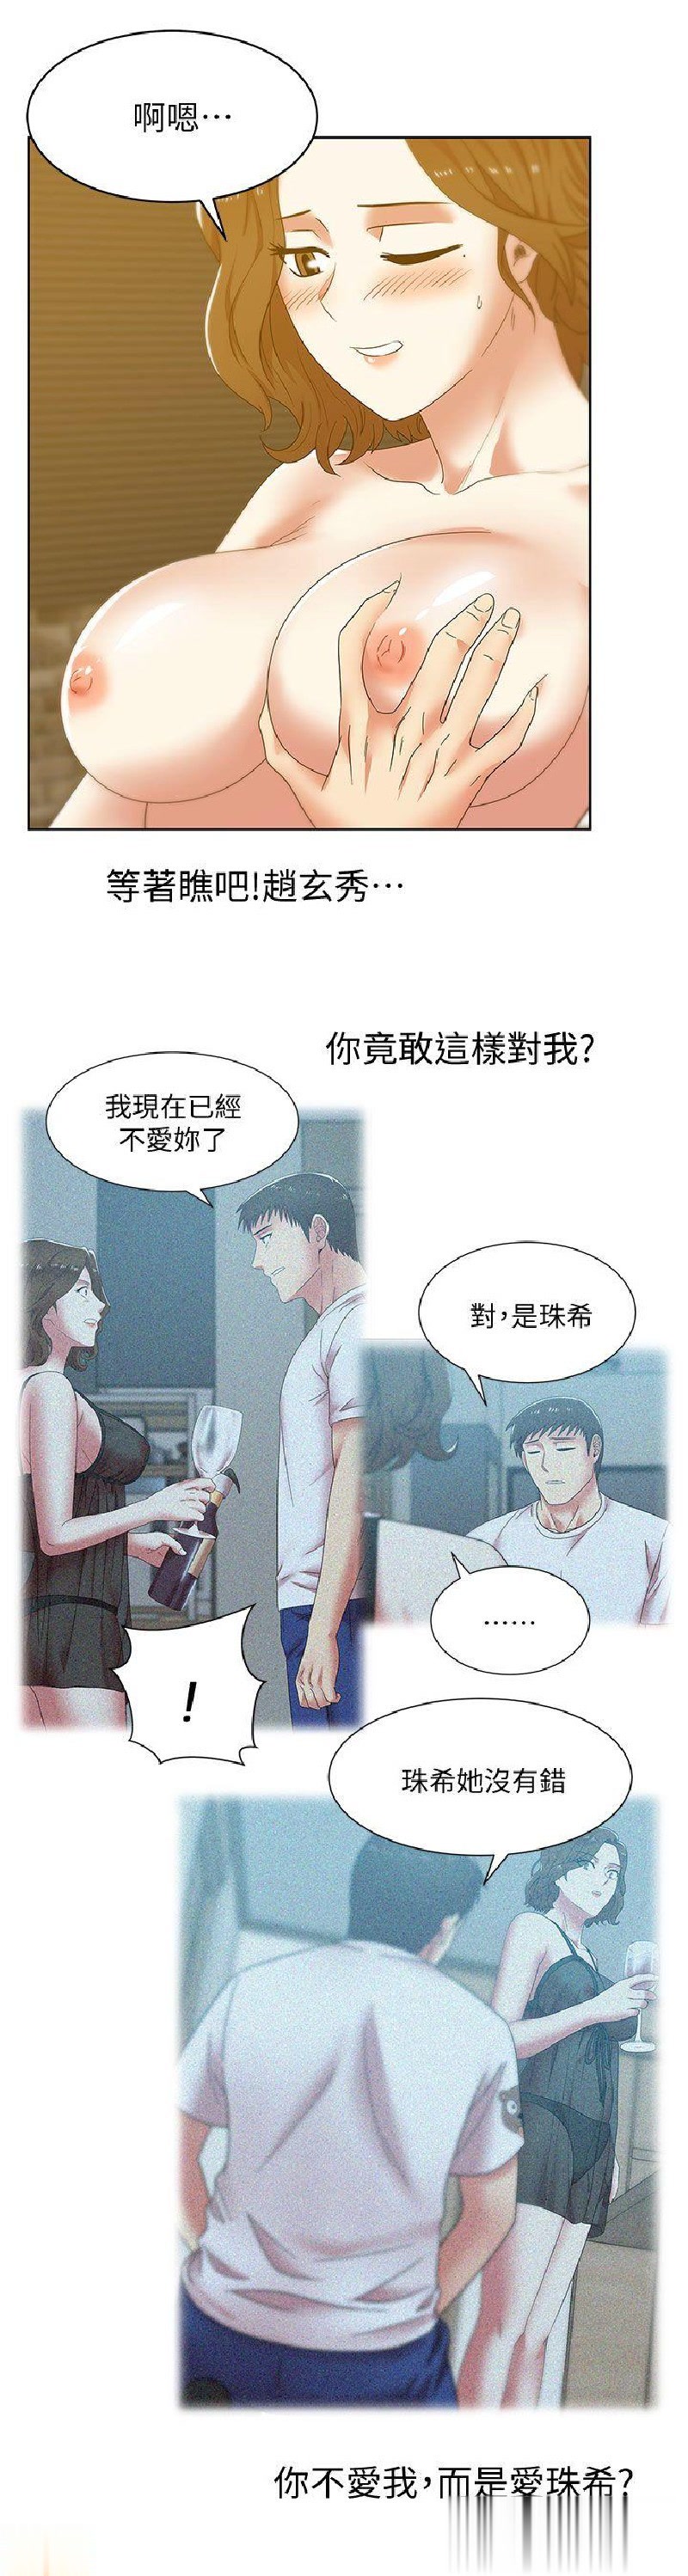 啊嗯…
等著瞧吧!趙玄秀…
你竟敢這樣對我?
我現在已經
不愛妳了
對,是珠希
……
!
珠希她沒有錯
你不愛我,而是愛珠希?